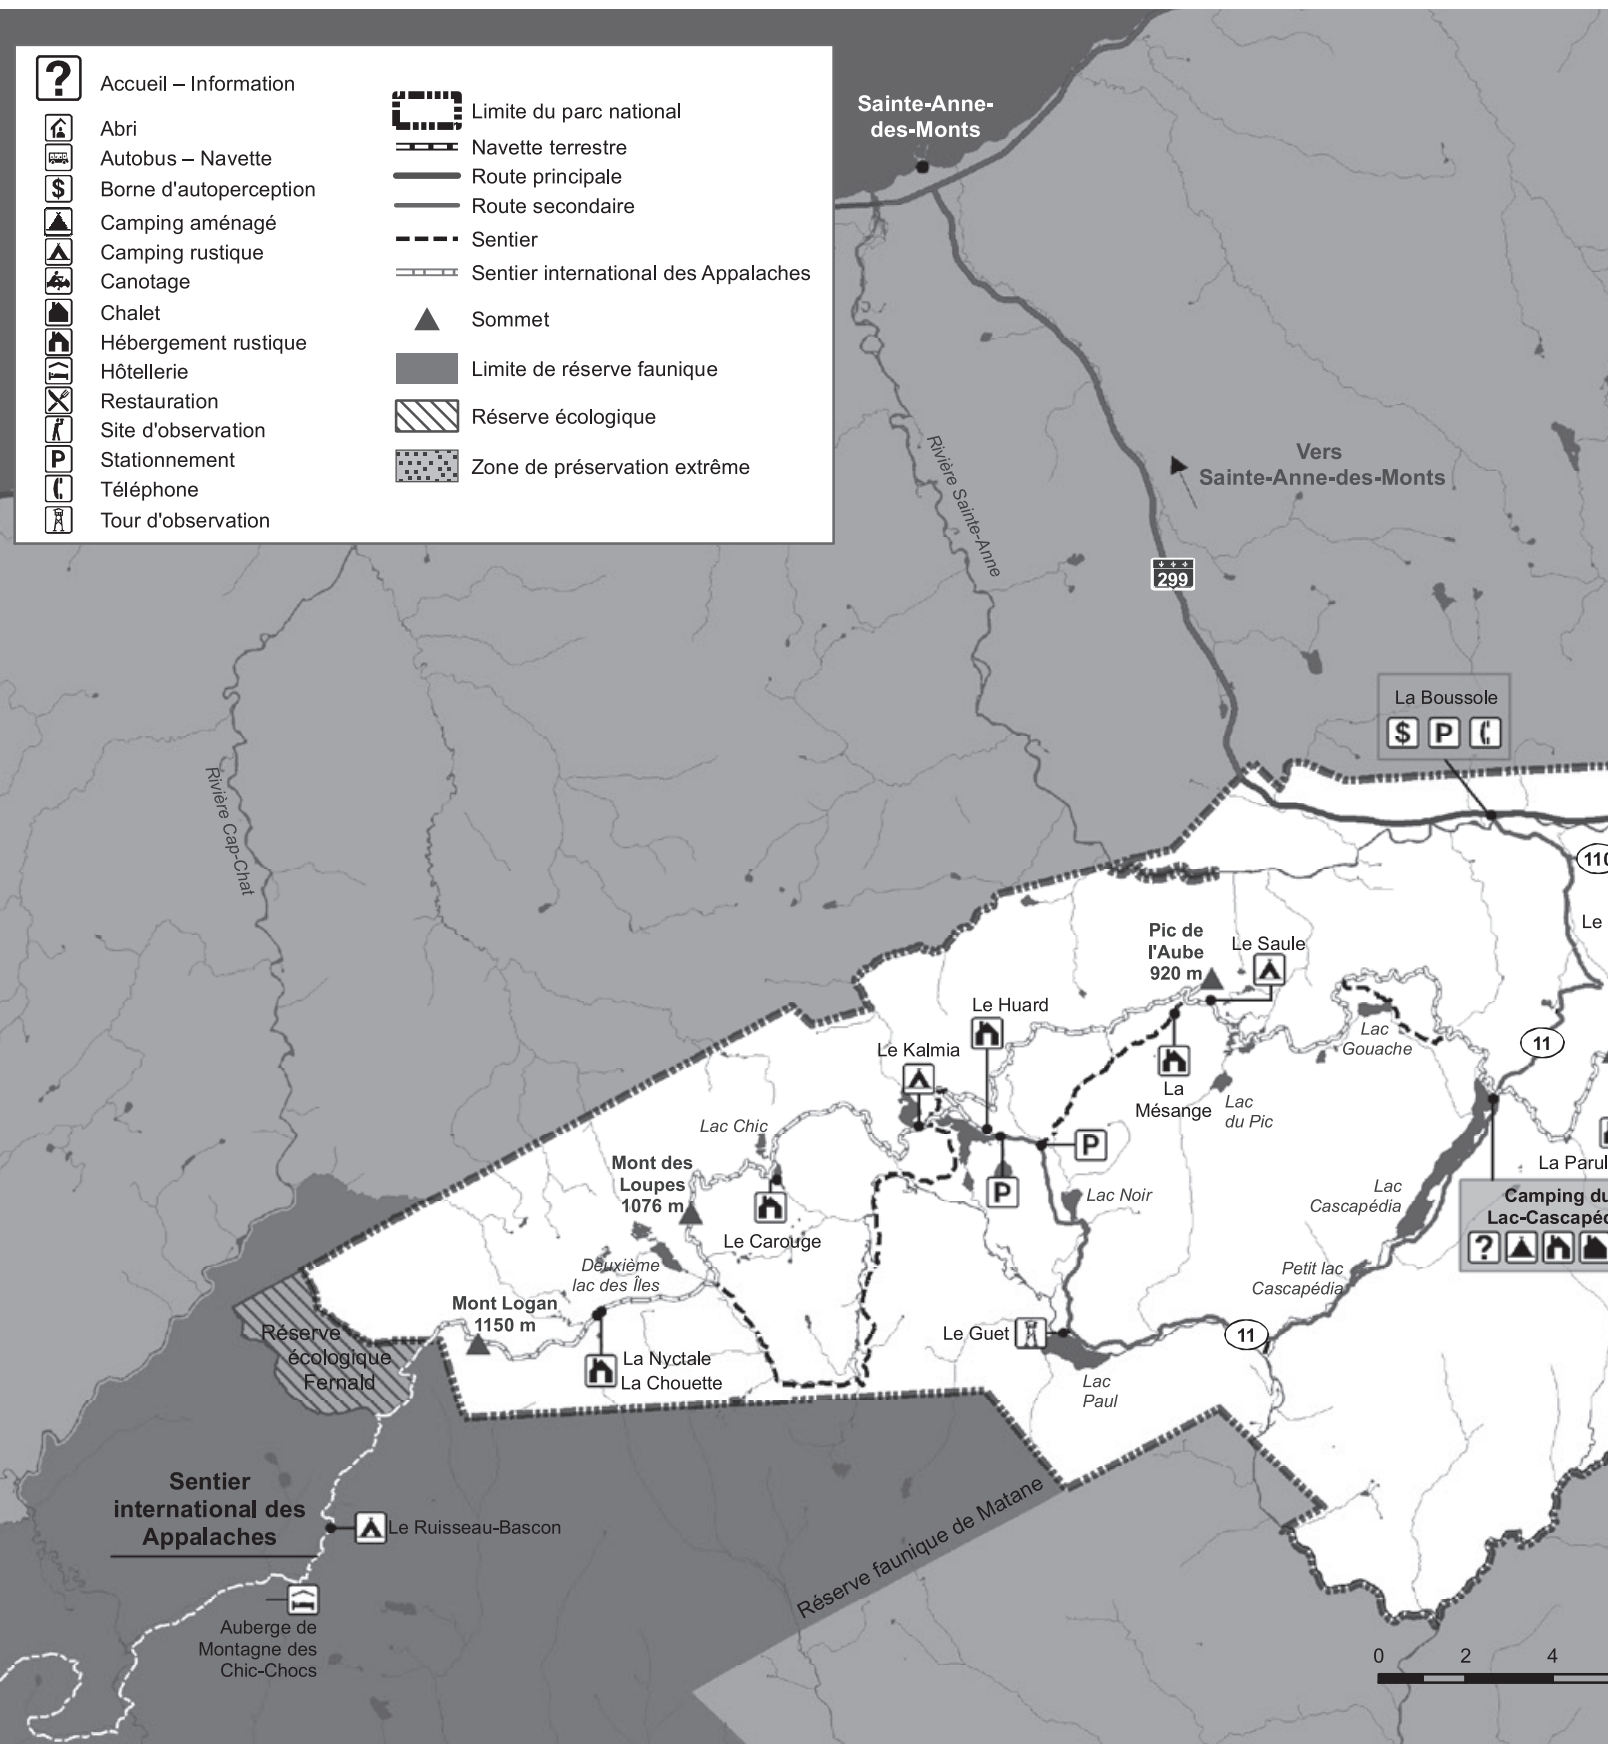 ?
Accueil – Information
Abri
Autobus – Navette
$
Borne d'autoperception
Camping aménagé
Camping rustique
Canotage
Chalet
Hébergement rustique
Hôtellerie
Restauration
Site d'observation
P
Stationnement
Téléphone
Tour d'observation
Limite du parc national
Navette terrestre
Route principale
Route secondaire
Sentier
Sentier international des Appalaches
Sommet
Limite de réserve faunique
Réserve écologique
Zone de préservation extrême
Sainte-Anne-
des-Monts
Rivière Sainte-Anne
Vers
Sainte-Anne-des-Monts
299
La Boussole
$ P
Rivière Cap-Chat
110
Le
Pic de
l'Aube
920 m
Le Saule
Le Huard
Lac
Gouache
11
Le Kalmia
La
Mésange
Lac
du Pic
Lac Chic
P
La Parul
Mont des
Loupes
1076 m
P
Lac Noir
Lac
Cascapédia
Camping du
Lac-Cascapéd
?
Le Carouge
Deuxième
lac des Îles
Petit lac
Cascapédia
Mont Logan
1150 m
Le Guet
11
Réserve
écologique
Fernald
La Nyctale
La Chouette
Lac
Paul
Sentier
international des
Appalaches
Le Ruisseau-Bascon
Réserve faunique de Matane
Auberge de
Montagne des
Chic-Chocs
0 2 4